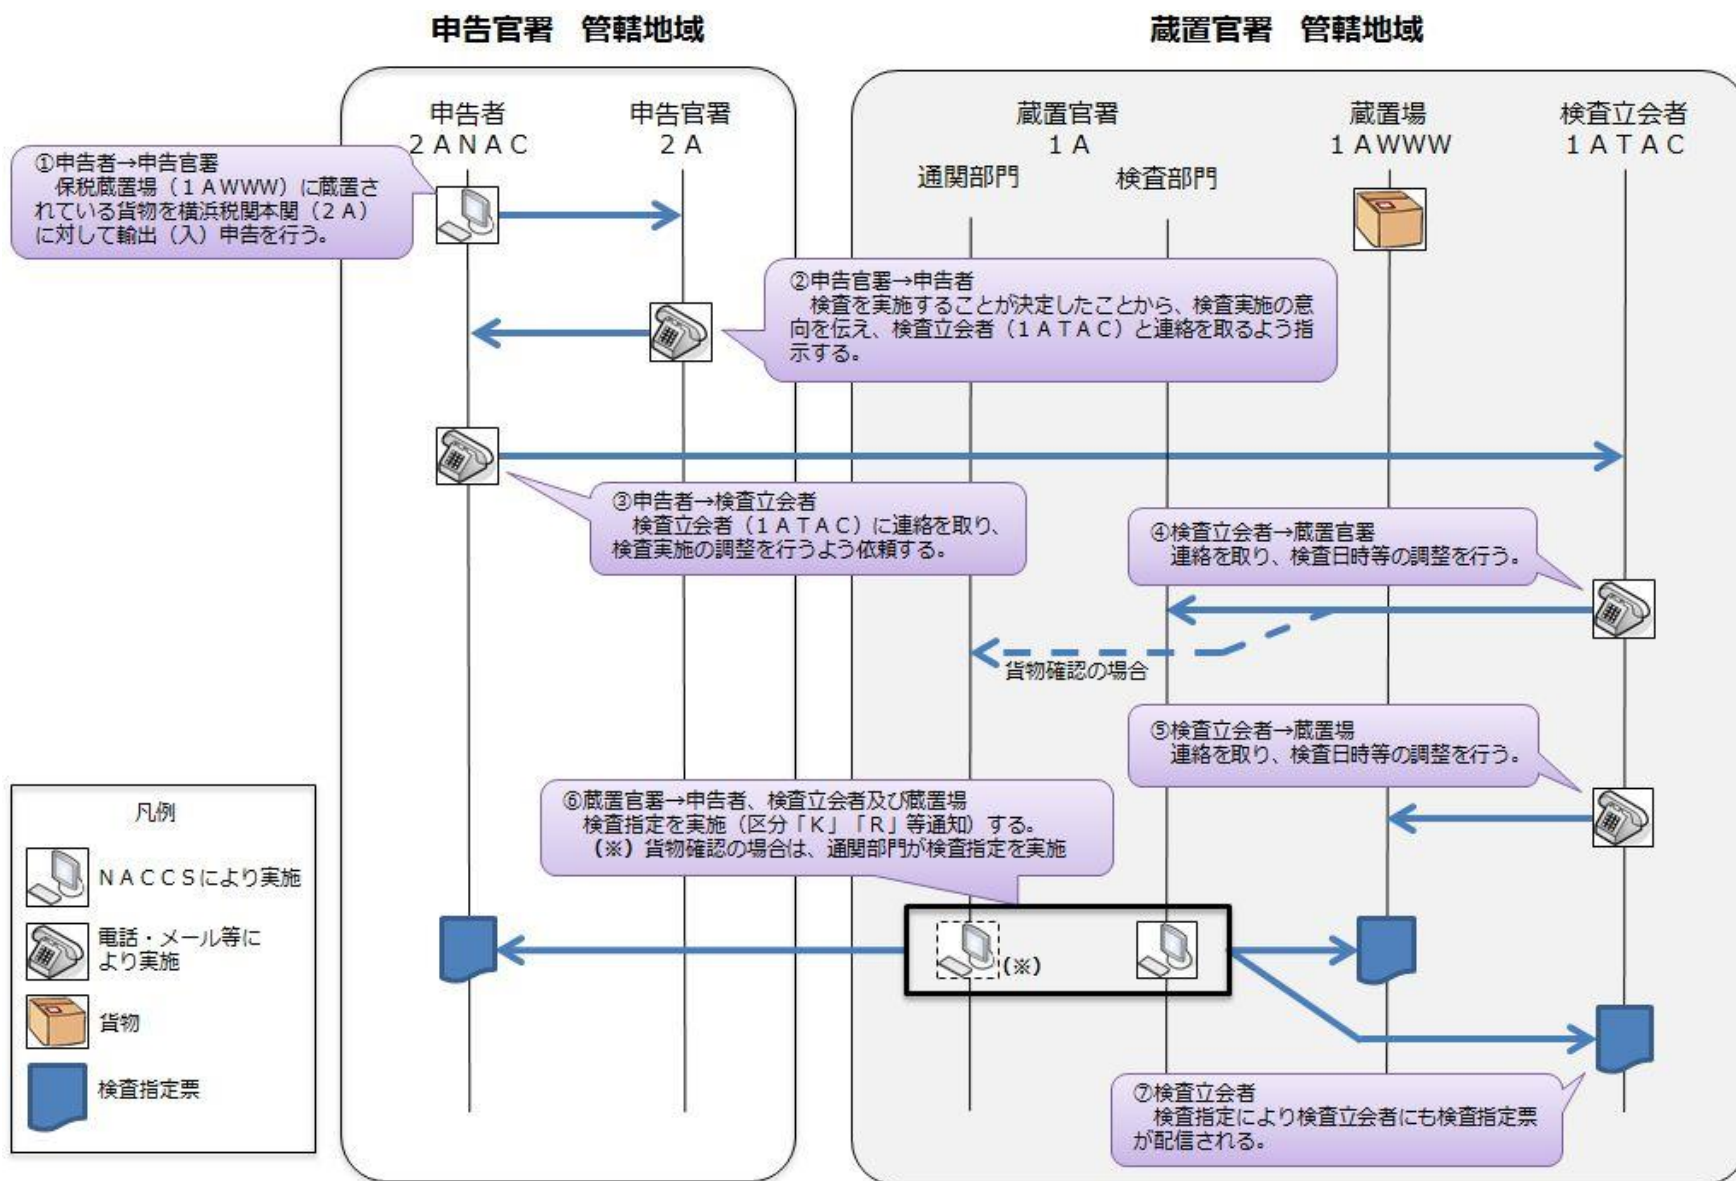 申告官署　管轄地域
蔵置官署　管轄地域
申告者
２ＡＮＡＣ
申告官署
２Ａ
蔵置官署
１Ａ
通関部門
検査部門
蔵置場
１ＡＷＷＷ
検査立会者
１ＡＴＡＣ
①申告者→申告官署
保税蔵置場（１ＡＷＷＷ）に蔵置さ
れている貨物を横浜税関本関（２Ａ）
に対して輸出（入）申告を行う。
②申告官署→申告者
検査を実施することが決定したことから、検査実施の意
向を伝え、検査立会者（１ＡＴＡＣ）と連絡を取るよう指
示する。
③申告者→検査立会者
検査立会者（１ＡＴＡＣ）に連絡を取り、
検査実施の調整を行うよう依頼する。
④検査立会者→蔵置官署
連絡を取り、検査日時等の調整を行う。
貨物確認の場合
⑤検査立会者→蔵置場
連絡を取り、検査日時等の調整を行う。
⑥蔵置官署→申告者、検査立会者及び蔵置場
検査指定を実施（区分「Ｋ」「Ｒ」等通知）する。
（※）貨物確認の場合は、通関部門が検査指定を実施
（※）
⑦検査立会者
検査指定により検査立会者にも検査指定票
が配信される。
凡例
ＮＡＣＣＳにより実施
電話・メール等に
より実施
貨物
検査指定票